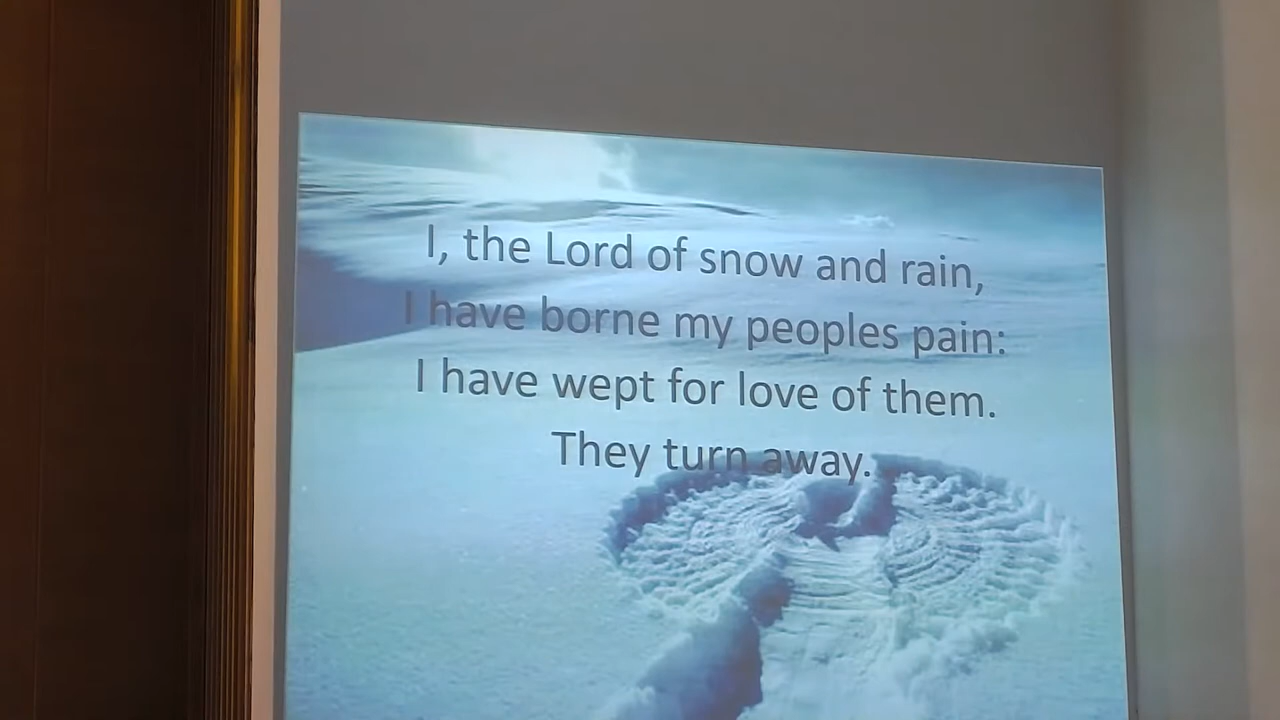 I, the Lord of snow and rain,
I have borne my peoples pain:
I have wept for love of them.
They turn away.